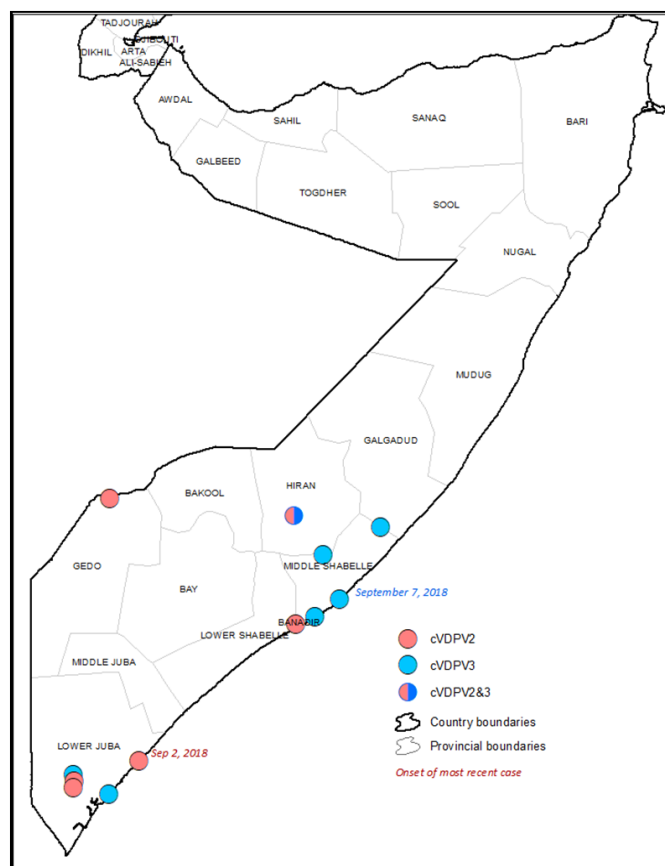 TADJOURAH
DJIBOUTI
DIKHIL
ARTA
ALI-SABIEH
AWDAL
SAHIL
SANAQ
BARI
GALBEED
TOGDHER
SOOL
NUGAL
MUDUG
GALGADUD
HIRAN
BAKOOL
GEDO
MIDDLE SHABELLE
BAY
September 7, 2018
BANADIR
LOWER SHABELLE
cVDPV2
MIDDLE JUBA
cVDPV3
cVDPV2&3
Country boundaries
LOWER JUBA
Sep 2, 2018
Provincial boundaries
Onset of most recent case